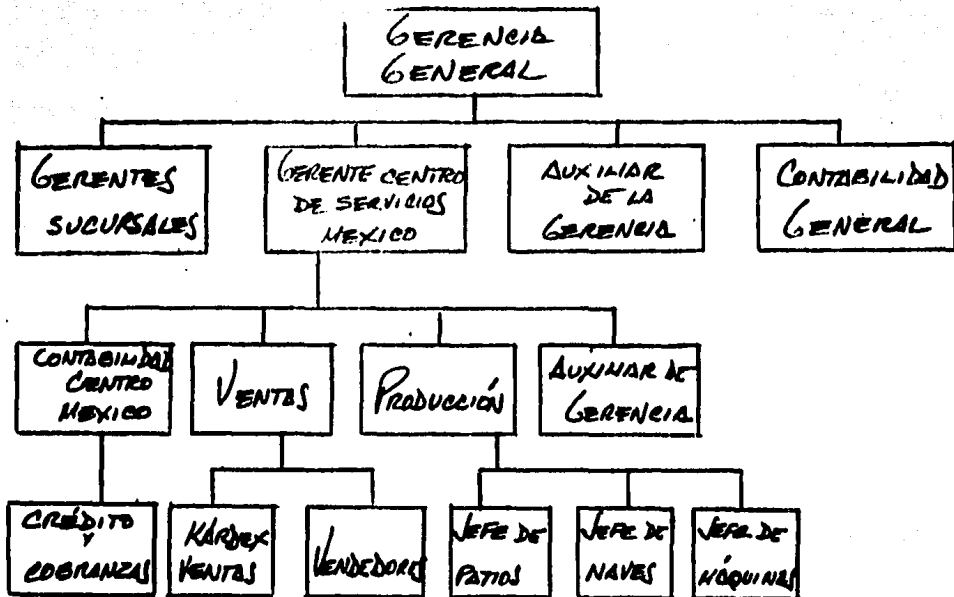 GERENCIA
GENERAL
GERENTES
SUCURSALES
GERENTE CENTRO
DE SERVICIOS
MEXICO
AUXILIAR
DE LA
GERENCIA
CONTABILIDAD
GENERAL
CONTABILIDAD
CENTRO
MEXICO
VENTAS
PRODUCCIÓN
AUXILIAR DE
GERENCIA
CRÉDITO
Y
COBRANZAS
KÁRDEX
VENTAS
VENDEDORES
JEFE DE
PATIOS
JEFE DE
NAVES
JEFE DE
MÁQUINAS